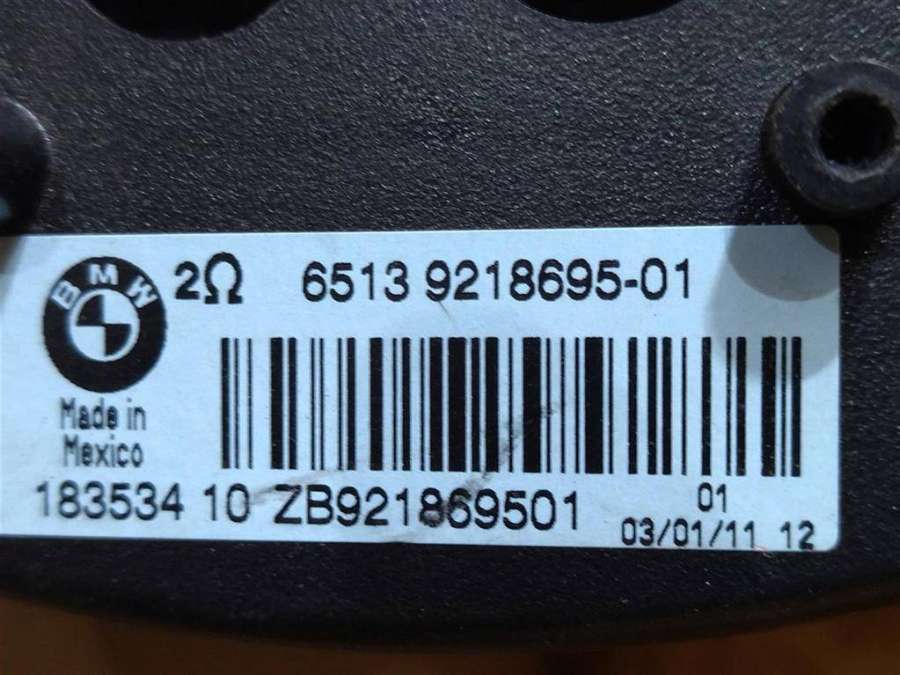 BMW
2Ω 6513 9218695-01
Made in
Mexico
183534 10 ZB921869501
01
03/01/11 12